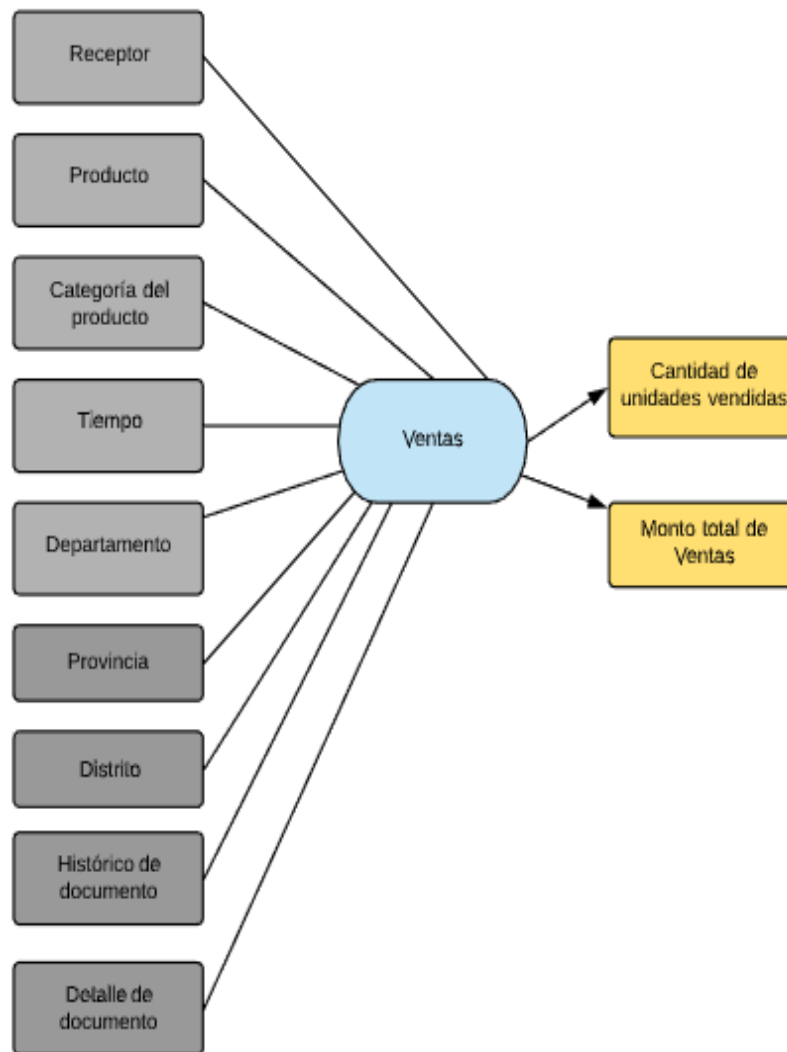 Receptor
Producto
Categoría del
producto
Tiempo
Departamento
Provincia
Distrito
Histórico de
documento
Detalle de
documento
Ventas
Cantidad de
unidades vendidas
Monto total de
Ventas